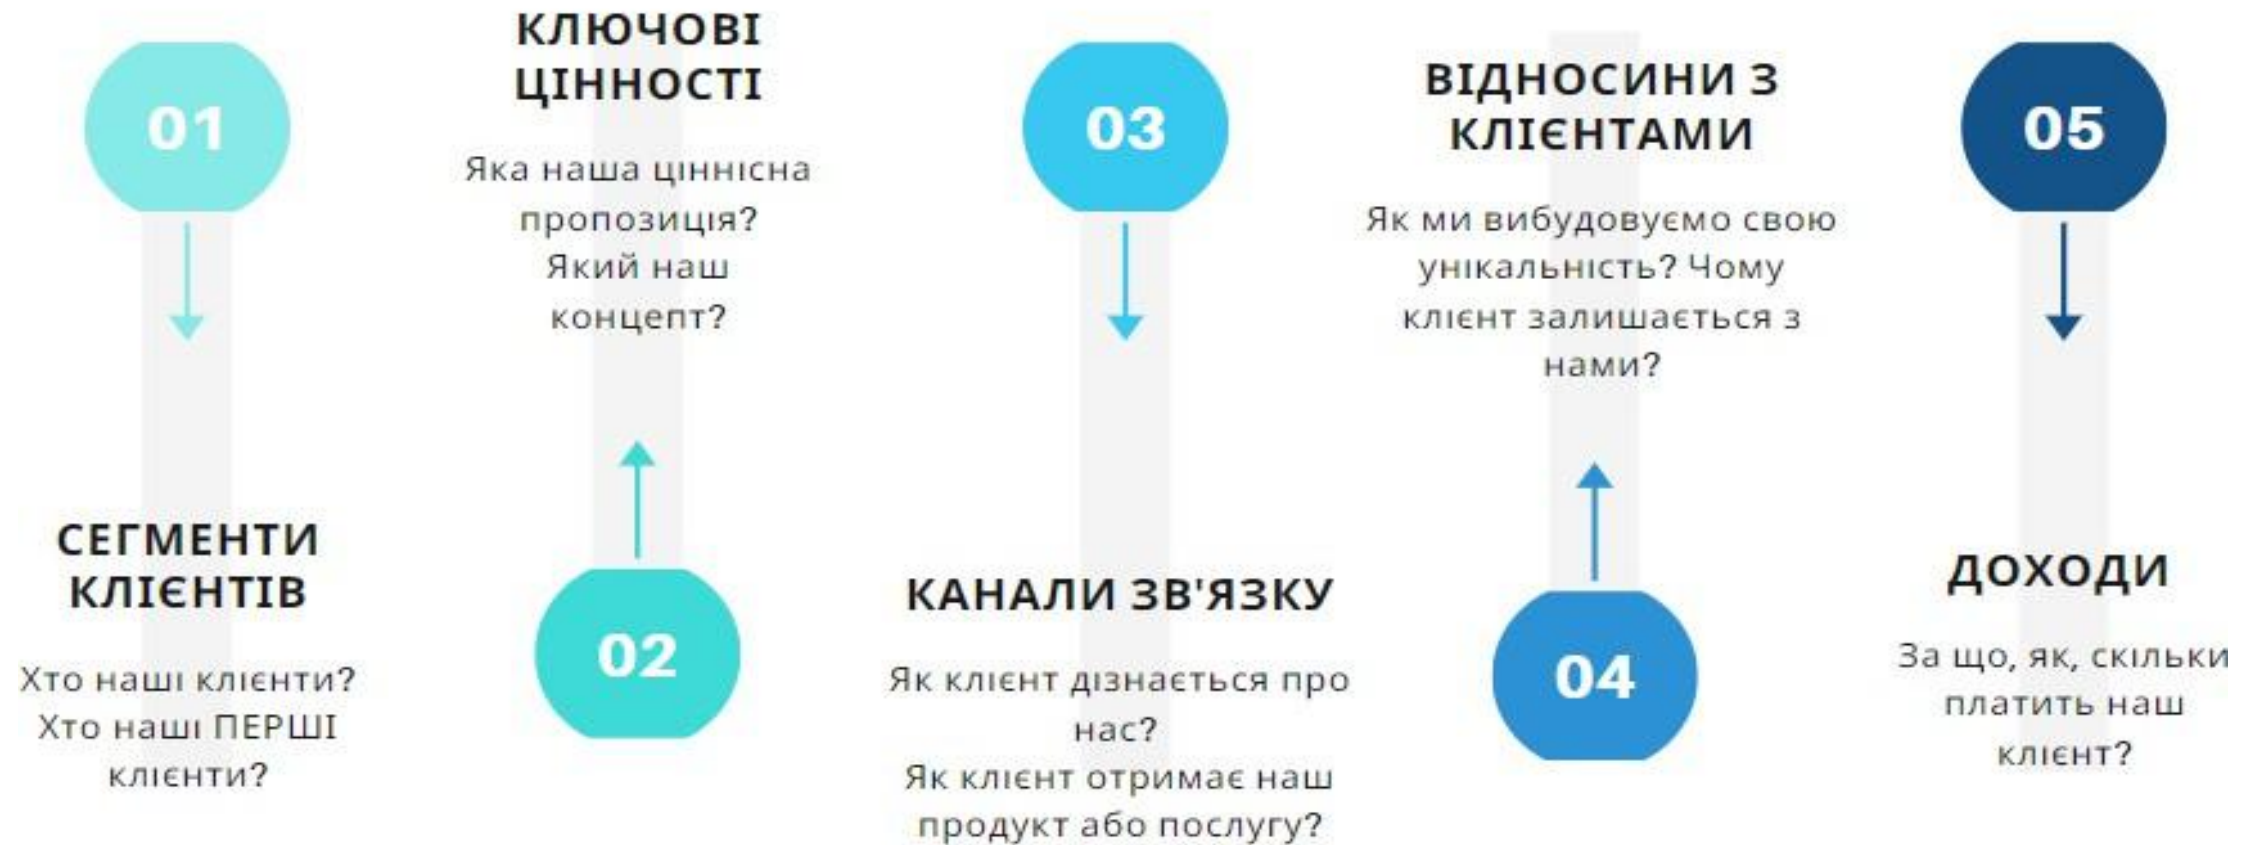 01
СЕГМЕНТИ
КЛІЄНТІВ
Хто наші клієнти?
Хто наші ПЕРШІ
клієнти?
КЛЮЧОВІ
ЦІННОСТІ
Яка наша ціннісна
пропозиція?
Який наш
концепт?
02
03
КАНАЛИ ЗВ'ЯЗКУ
Як клієнт дізнається про
нас?
Як клієнт отримає наш
продукт або послугу?
ВІДНОСИНИ З
КЛІЄНТАМИ
Як ми вибудовуємо свою
унікальність? Чому
клієнт залишається з
нами?
04
05
ДОХОДИ
За що, як, скільки
платить наш
клієнт?